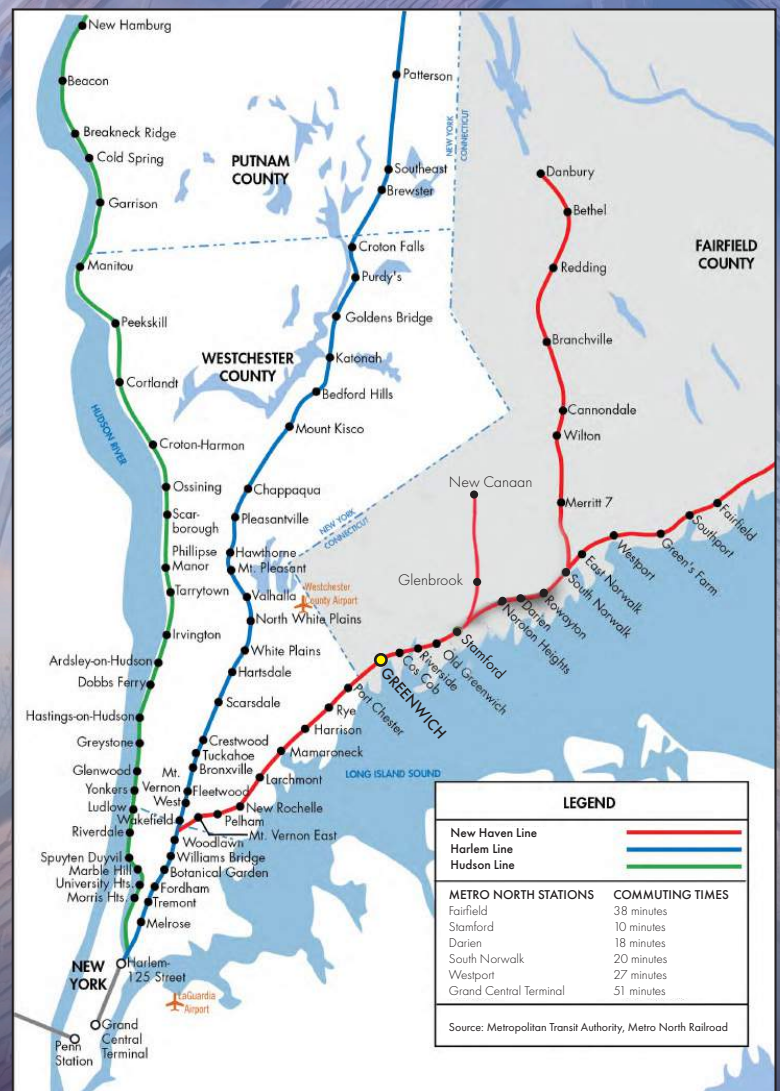 New Hamburg
Beacon
Breakneck Ridge
Cold Spring
Garrison
Manitou
Peekskill
Cortlandt
Croton-Harmon
Ossining
Scar-
borough
Phillipse
Manor
Tarrytown
Irvington
Ardsley-on-Hudson
Dobbs Ferry
Hastings-on-Hudson
Greystone
Glenwood
Yonkers
Ludlow
Riverdale
Spuyten Duyvil
Marble Hill
University Hts.
Morris Hts.
HUDSON RIVER
PUTNAM
COUNTY
WESTCHESTER
COUNTY
Patterson
Southeast
Brewster
Croton Falls
Purdy's
Goldens Bridge
Katonah
Bedford Hills
Mount Kisco
Chappaqua
Pleasantville
Hawthorne
Mt. Pleasant
Valhalla
North White Plains
White Plains
Hartsdale
Scarsdale
Crestwood
Tuckahoe
Bronxville
Fleetwood
Mt.
Vernon
West
Wakefield
Woodlawn
Williams Bridge
Botanical Garden
Fordham
Tremont
Melrose
Harlem-
125 Street
NEW
YORK
Grand
Central
Terminal
Penn
Station
LaGuardia
Airport
Westchester
County Airport
NEW YORK
CONNECTICUT
NEW YORK
CONNECTICUT
FAIRFIELD
COUNTY
Danbury
Bethel
Redding
Branchville
Cannondale
Wilton
Merritt 7
New Canaan
Glenbrook
Fairfield
Southport
Green's Farm
Westport
East Norwalk
South Norwalk
Rowayton
Darien
Noroton Heights
Stamford
Old Greenwich
Riverside
Cos Cob
GREENWICH
Port Chester
Rye
Harrison
Mamaroneck
Larchmont
New Rochelle
Pelham
Mt. Vernon East
LONG ISLAND SOUND
LEGEND
New Haven Line
Harlem Line
Hudson Line
METRO NORTH STATIONS COMMUTING TIMES
Fairfield 38 minutes
Stamford 10 minutes
Darien 18 minutes
South Norwalk 20 minutes
Westport 27 minutes
Grand Central Terminal 51 minutes
Source: Metropolitan Transit Authority, Metro North Railroad